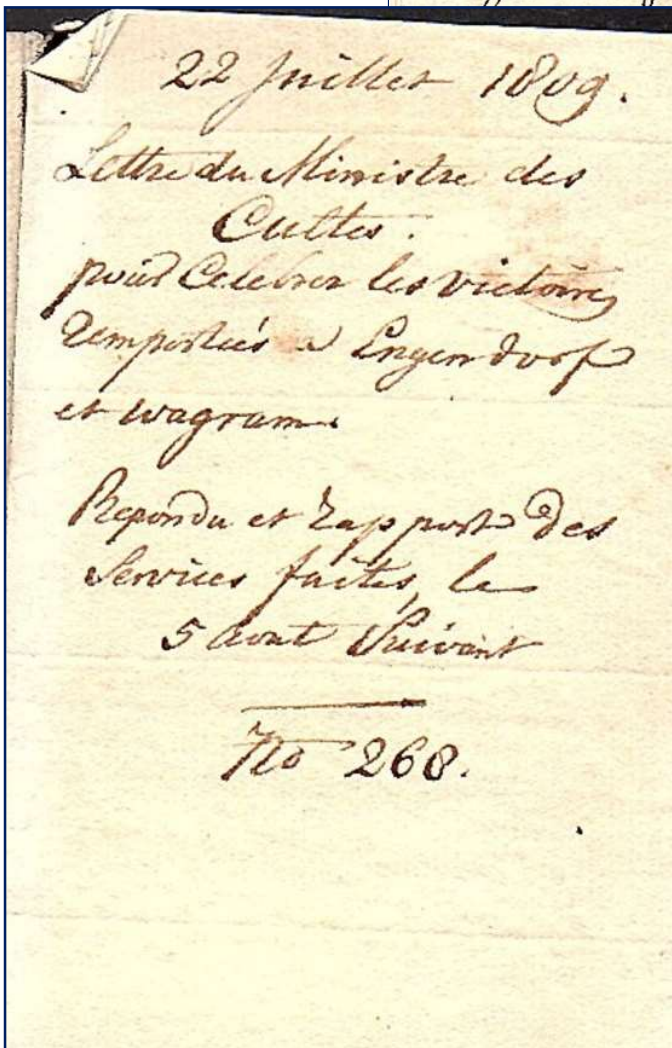 22 Juillet 1809.
Lettre du Ministre des
Cultes.
pour Celebrer les victoires
Remportées a Engendorf
et wagram.
Repondu et Rapport des
Services faites, le
5 aout Suivant
No 268.